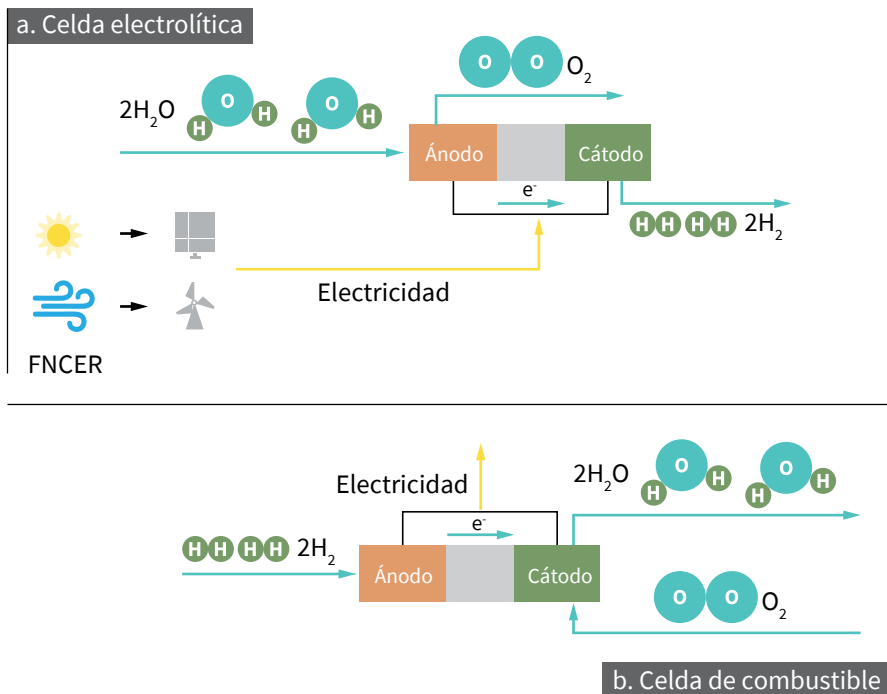 a. Celda electrolítica
O O O₂
2H₂O
H O H
H O H
Ánodo Cátodo
e⁻
H H H H 2H₂
Electricidad
FNCER
Electricidad
2H₂O
H O H
H O H
e⁻
H H H H 2H₂
Ánodo Cátodo
O O O₂
b. Celda de combustible